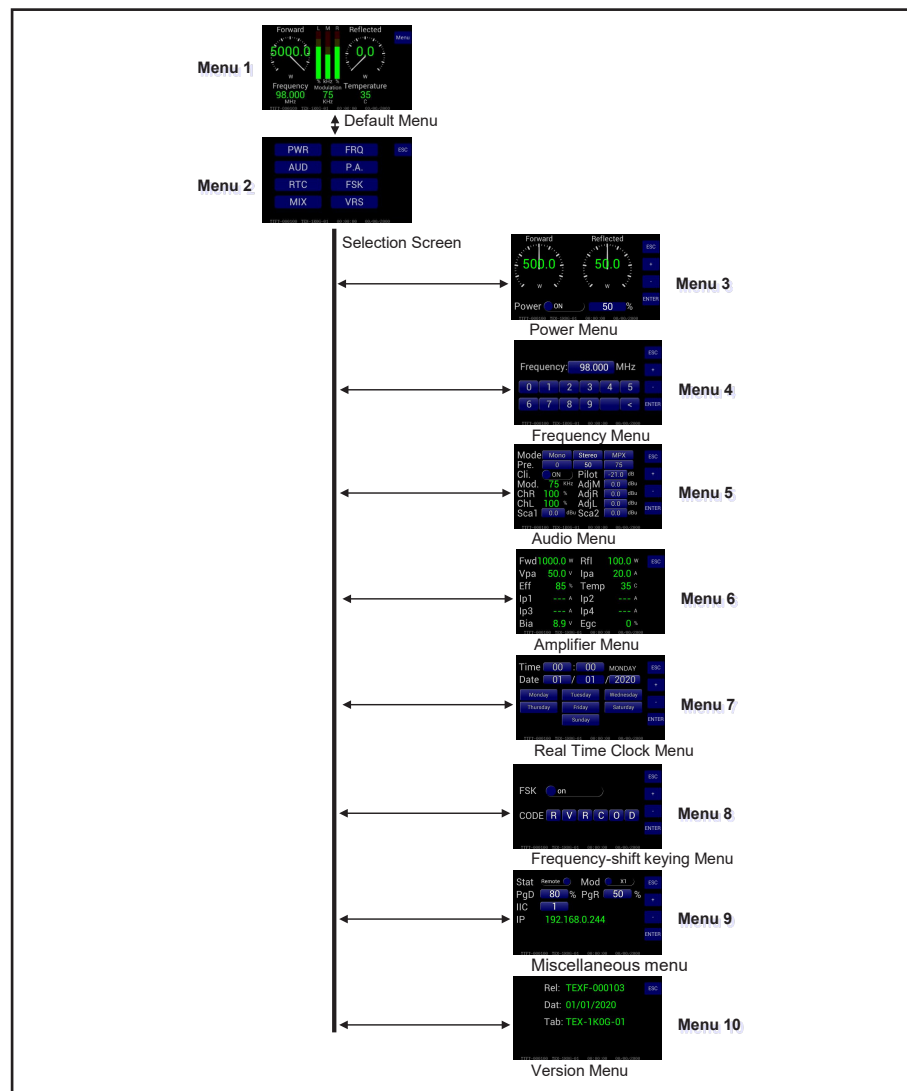 Forward L M R Reflected
Menu
5000.0 0,0
W W
% kHz %
Frequency Modulation Temperature
98.000 75 35
MHz KHz C
Menu 1
Default Menu
PWR FRQ ESC
AUD P.A.
RTC FSK
MIX VRS
Menu 2
Selection Screen
Forward Reflected
ESC
500.0 50.0 +
W W -
ENTER
Power ON 50 %
Menu 3
Power Menu
ESC
Frequency: 98.000 MHz +
0 1 2 3 4 5 -
6 7 8 9 < ENTER
Menu 4
Frequency Menu
Mode Mono Stereo MPX ESC
Pre. 0 50 75
Cli. ON Pilot -21.0 dB +
Mod. 75 KHz AdjM 0.0 dBu
ChR 100 % AdjR 0.0 dBu -
ChL 100 % AdjL 0.0 dBu
Sca1 0.0 dBu Sca2 0.0 dBu ENTER
Menu 5
Audio Menu
Fwd 1000.0 W Rfl 100.0 W ESC
Vpa 50.0 V Ipa 20.0 A
Eff 85 % Temp 35 C
Ip1 --- A Ip2 --- A
Ip3 --- A Ip4 --- A
Bia 8.9 V Egc 0 %
Menu 6
Amplifier Menu
Time 00 : 00 MONDAY ESC
Date 01 / 01 / 2020 +
Monday Tuesday Wednesday
Thursday Friday Saturday -
Sunday ENTER
Menu 7
Real Time Clock Menu
ESC
FSK on +
CODE R V R C O D -
ENTER
Menu 8
Frequency-shift keying Menu
Stat Remote Mod X1 ESC
PgD 80 % PgR 50 % +
IIC 1
IP 192.168.0.244 -
ENTER
Menu 9
Miscellaneous menu
Rel: TEXF-000103 ESC
Dat: 01/01/2020
Tab: TEX-1K0G-01
Menu 10
Version Menu